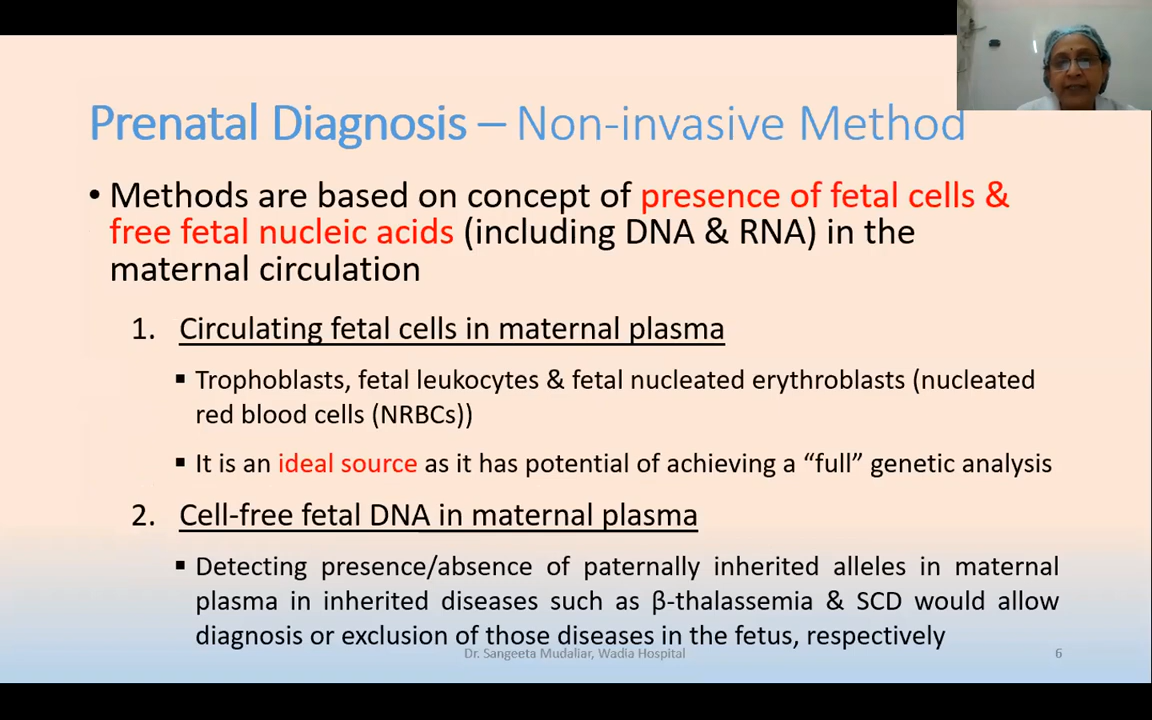 Prenatal Diagnosis – Non-invasive Method
• Methods are based on concept of presence of fetal cells &
free fetal nucleic acids (including DNA & RNA) in the
maternal circulation
1. Circulating fetal cells in maternal plasma
▪ Trophoblasts, fetal leukocytes & fetal nucleated erythroblasts (nucleated
red blood cells (NRBCs))
▪ It is an ideal source as it has potential of achieving a “full” genetic analysis
2. Cell-free fetal DNA in maternal plasma
▪ Detecting presence/absence of paternally inherited alleles in maternal
plasma in inherited diseases such as β-thalassemia & SCD would allow
diagnosis or exclusion of those diseases in the fetus, respectively
Dr. Sangeeta Mudaliar, Wadia Hospital
6